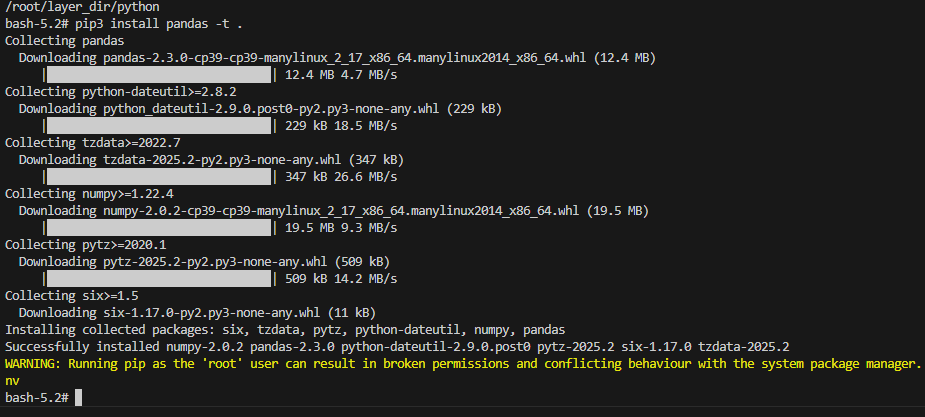 /root/layer_dir/python
bash-5.2# pip3 install pandas -t .
Collecting pandas
Downloading pandas-2.3.0-cp39-cp39-manylinux_2_17_x86_64.manylinux2014_x86_64.whl (12.4 MB)
| | 12.4 MB 4.7 MB/s
Collecting python-dateutil>=2.8.2
Downloading python_dateutil-2.9.0.post0-py2.py3-none-any.whl (229 kB)
| | 229 kB 18.5 MB/s
Collecting tzdata>=2022.7
Downloading tzdata-2025.2-py2.py3-none-any.whl (347 kB)
| | 347 kB 26.6 MB/s
Collecting numpy>=1.22.4
Downloading numpy-2.0.2-cp39-cp39-manylinux_2_17_x86_64.manylinux2014_x86_64.whl (19.5 MB)
| | 19.5 MB 9.3 MB/s
Collecting pytz>=2020.1
Downloading pytz-2025.2-py2.py3-none-any.whl (509 kB)
| | 509 kB 14.2 MB/s
Collecting six>=1.5
Downloading six-1.17.0-py2.py3-none-any.whl (11 kB)
Installing collected packages: six, tzdata, pytz, python-dateutil, numpy, pandas
Successfully installed numpy-2.0.2 pandas-2.3.0 python-dateutil-2.9.0.post0 pytz-2025.2 six-1.17.0 tzdata-2025.2
WARNING: Running pip as the 'root' user can result in broken permissions and conflicting behaviour with the system package manager.
nv
bash-5.2#